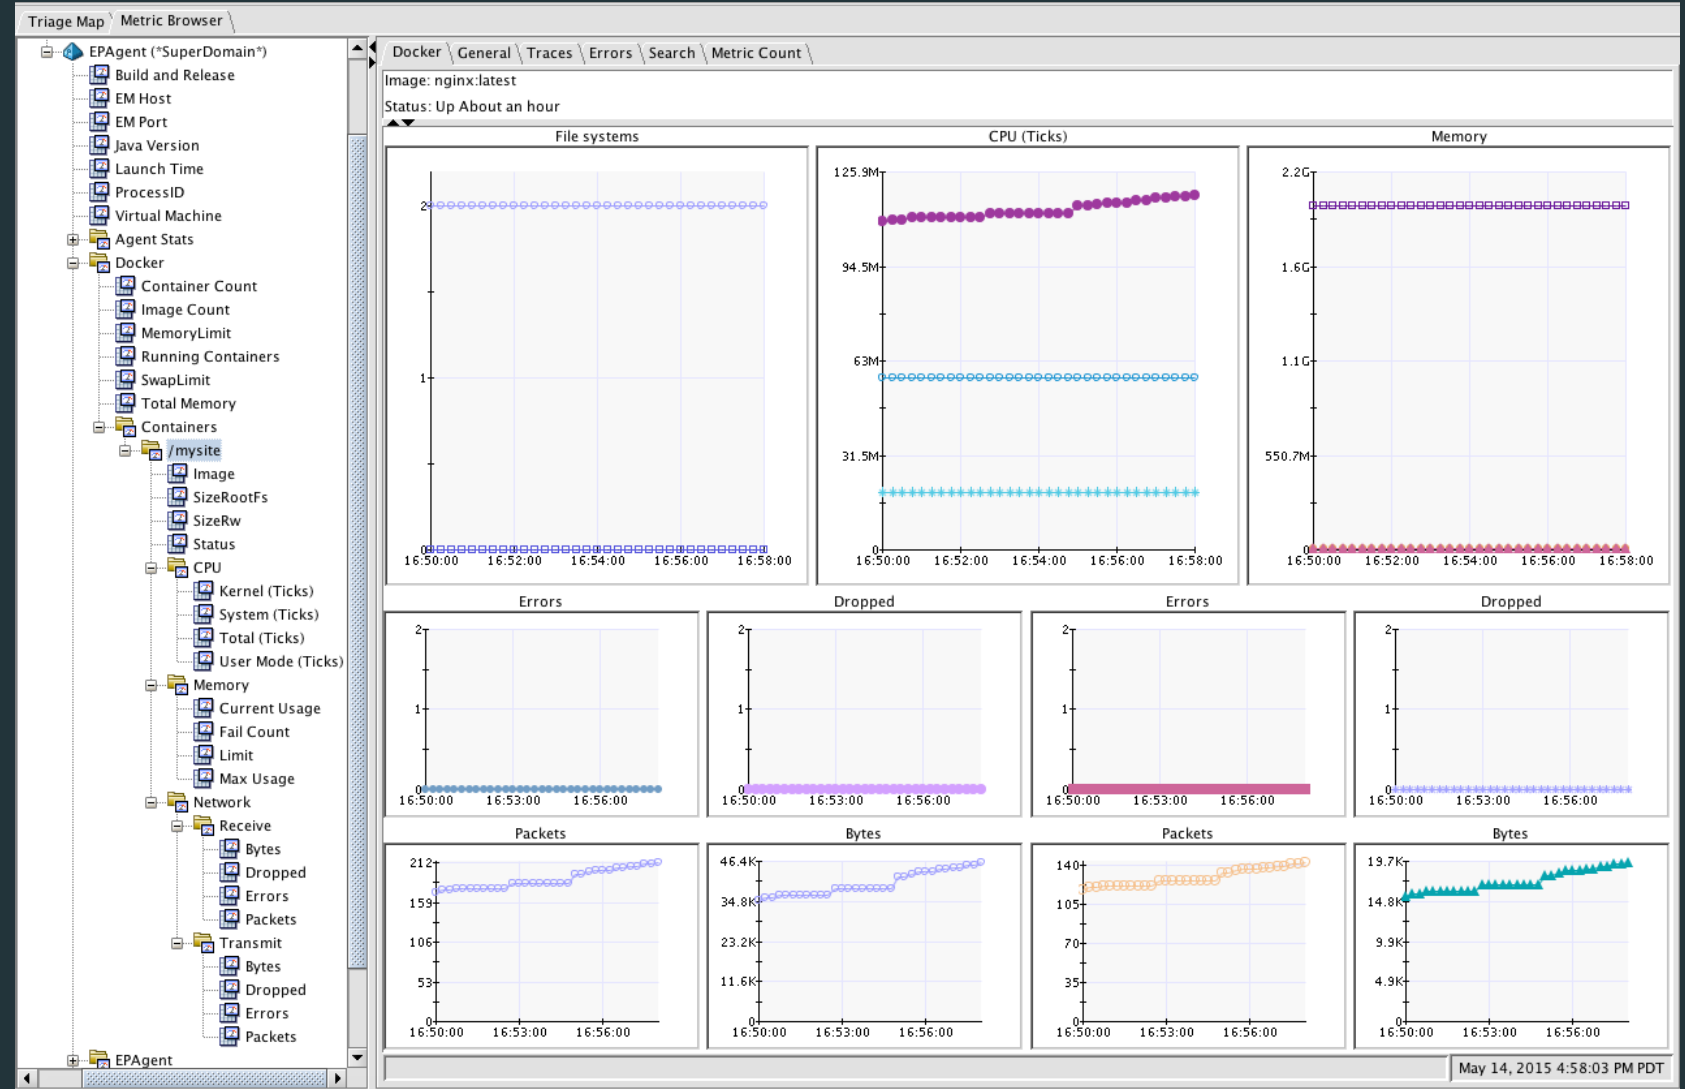 Triage Map
Metric Browser
EPAgent (*SuperDomain*)
Build and Release
EM Host
EM Port
Java Version
Launch Time
ProcessID
Virtual Machine
Agent Stats
Docker
Container Count
Image Count
MemoryLimit
Running Containers
SwapLimit
Total Memory
Containers
/mysite
Image
SizeRootFs
SizeRw
Status
CPU
Kernel (Ticks)
System (Ticks)
Total (Ticks)
User Mode (Ticks)
Memory
Current Usage
Fail Count
Limit
Max Usage
Network
Receive
Bytes
Dropped
Errors
Packets
Transmit
Bytes
Dropped
Errors
Packets
EPAgent
Docker General Traces Errors Search Metric Count
Image: nginx:latest
Status: Up About an hour
File systems
2
1
0
16:50:00 16:52:00 16:54:00 16:56:00 16:58:00
CPU (Ticks)
125.9M
94.5M
63M
31.5M
0
16:50:00 16:52:00 16:54:00 16:56:00 16:58:00
Memory
2.2G
1.6G
1.1G
550.7M
0
16:50:00 16:52:00 16:54:00 16:56:00 16:58:00
Errors
2
1
0
16:50:00 16:53:00 16:56:00
Dropped
2
1
0
16:50:00 16:53:00 16:56:00
Errors
2
1
0
16:50:00 16:53:00 16:56:00
Dropped
2
1
0
16:50:00 16:53:00 16:56:00
Packets
212
159
106
53
0
16:50:00 16:53:00 16:56:00
Bytes
46.4K
34.8K
23.2K
11.6K
0
16:50:00 16:53:00 16:56:00
Packets
140
105
70
35
0
16:50:00 16:53:00 16:56:00
Bytes
19.7K
14.8K
9.9K
4.9K
0
16:50:00 16:53:00 16:56:00
May 14, 2015 4:58:03 PM PDT